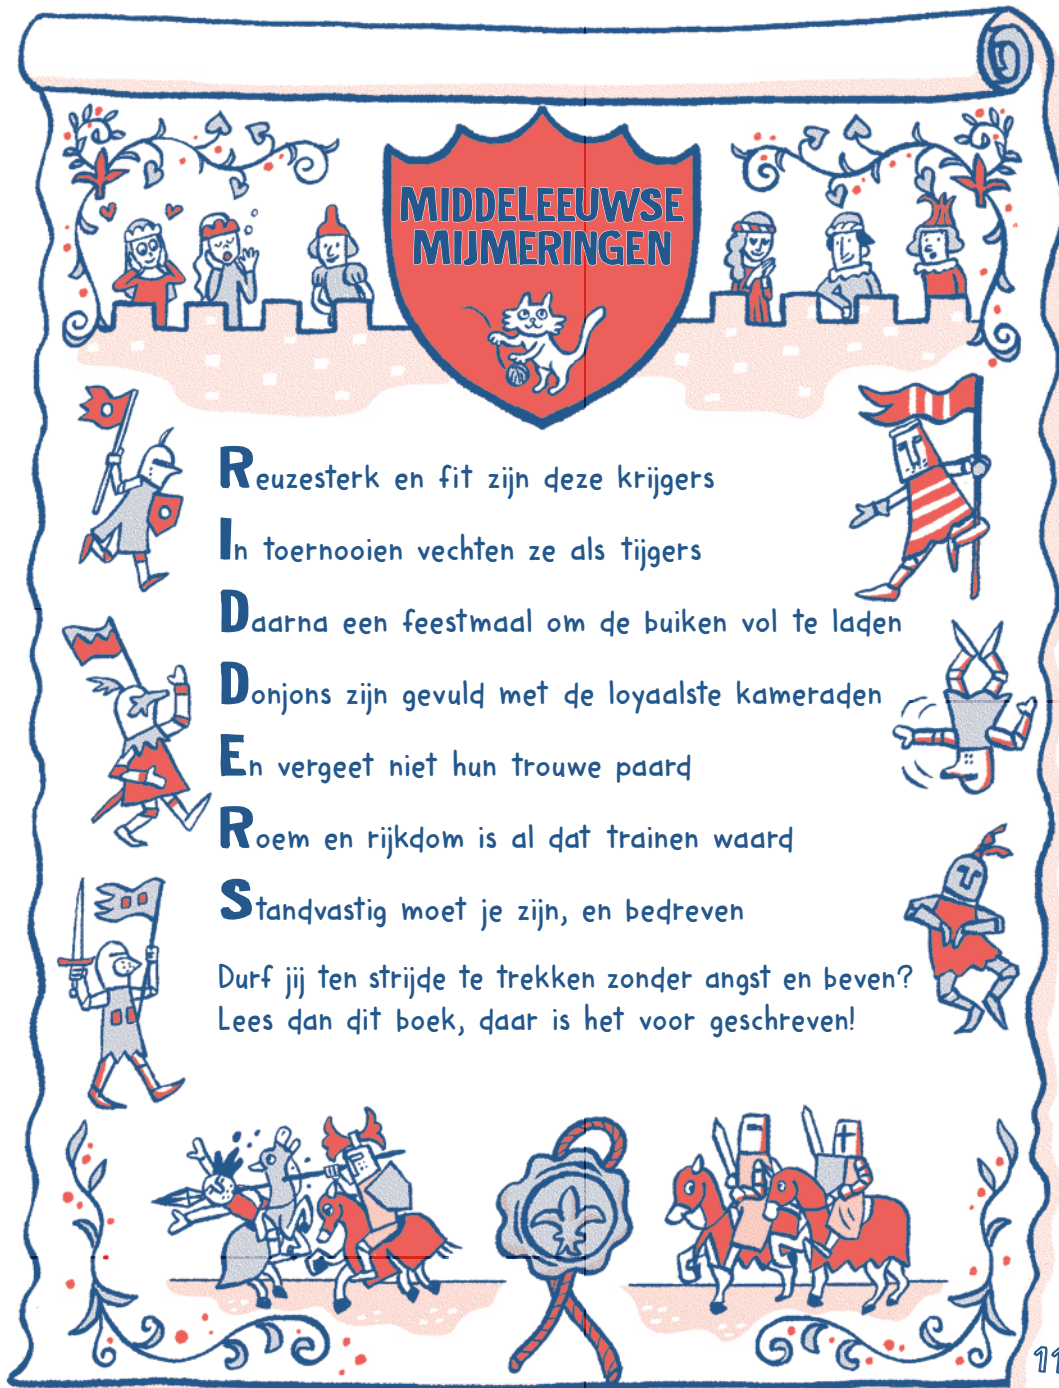 MIDDELEEUWSE
MIJMERINGEN
Reuzesterk en fit zijn deze krijgers
In toernooien vechten ze als tijgers
Daarna een feestmaal om de buiken vol te laden
Donjons zijn gevuld met de loyaalste kameraden
En vergeet niet hun trouwe paard
Roem en rijkdom is al dat trainen waard
Standvastig moet je zijn, en bedreven
Durf jij ten strijde te trekken zonder angst en beven?
Lees dan dit boek, daar is het voor geschreven!
11